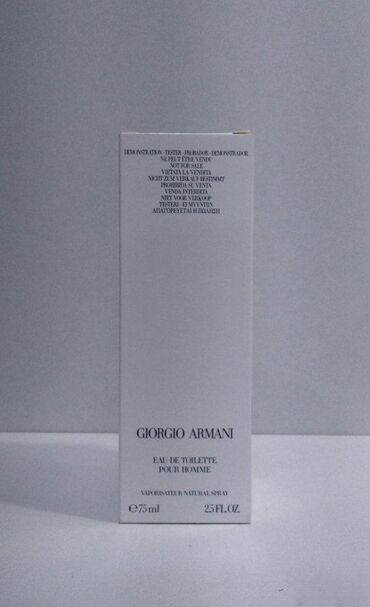 DEMONSTRATION - TESTER - PROBADOR - DEMONSTRADOR
NE PEUT ÊTRE VENDU
NOT FOR SALE
VIETATA LA VENDITA
NICHT ZUM VERKAUF BESTIMMT
PROHIBIDA SU VENTA
VENDA INTERDITA
NIET VOOR VERKOOP
TESTERI - EI MYYNTIIN
ΑΠΑΓΟΡΕΥΕΤΑΙ Η ΠΩΛΗΣΗ
GIORGIO ARMANI
EAU DE TOILETTE
POUR HOMME
VAPORISATEUR NATURAL SPRAY
℮75 ml 2.5 FL.OZ.